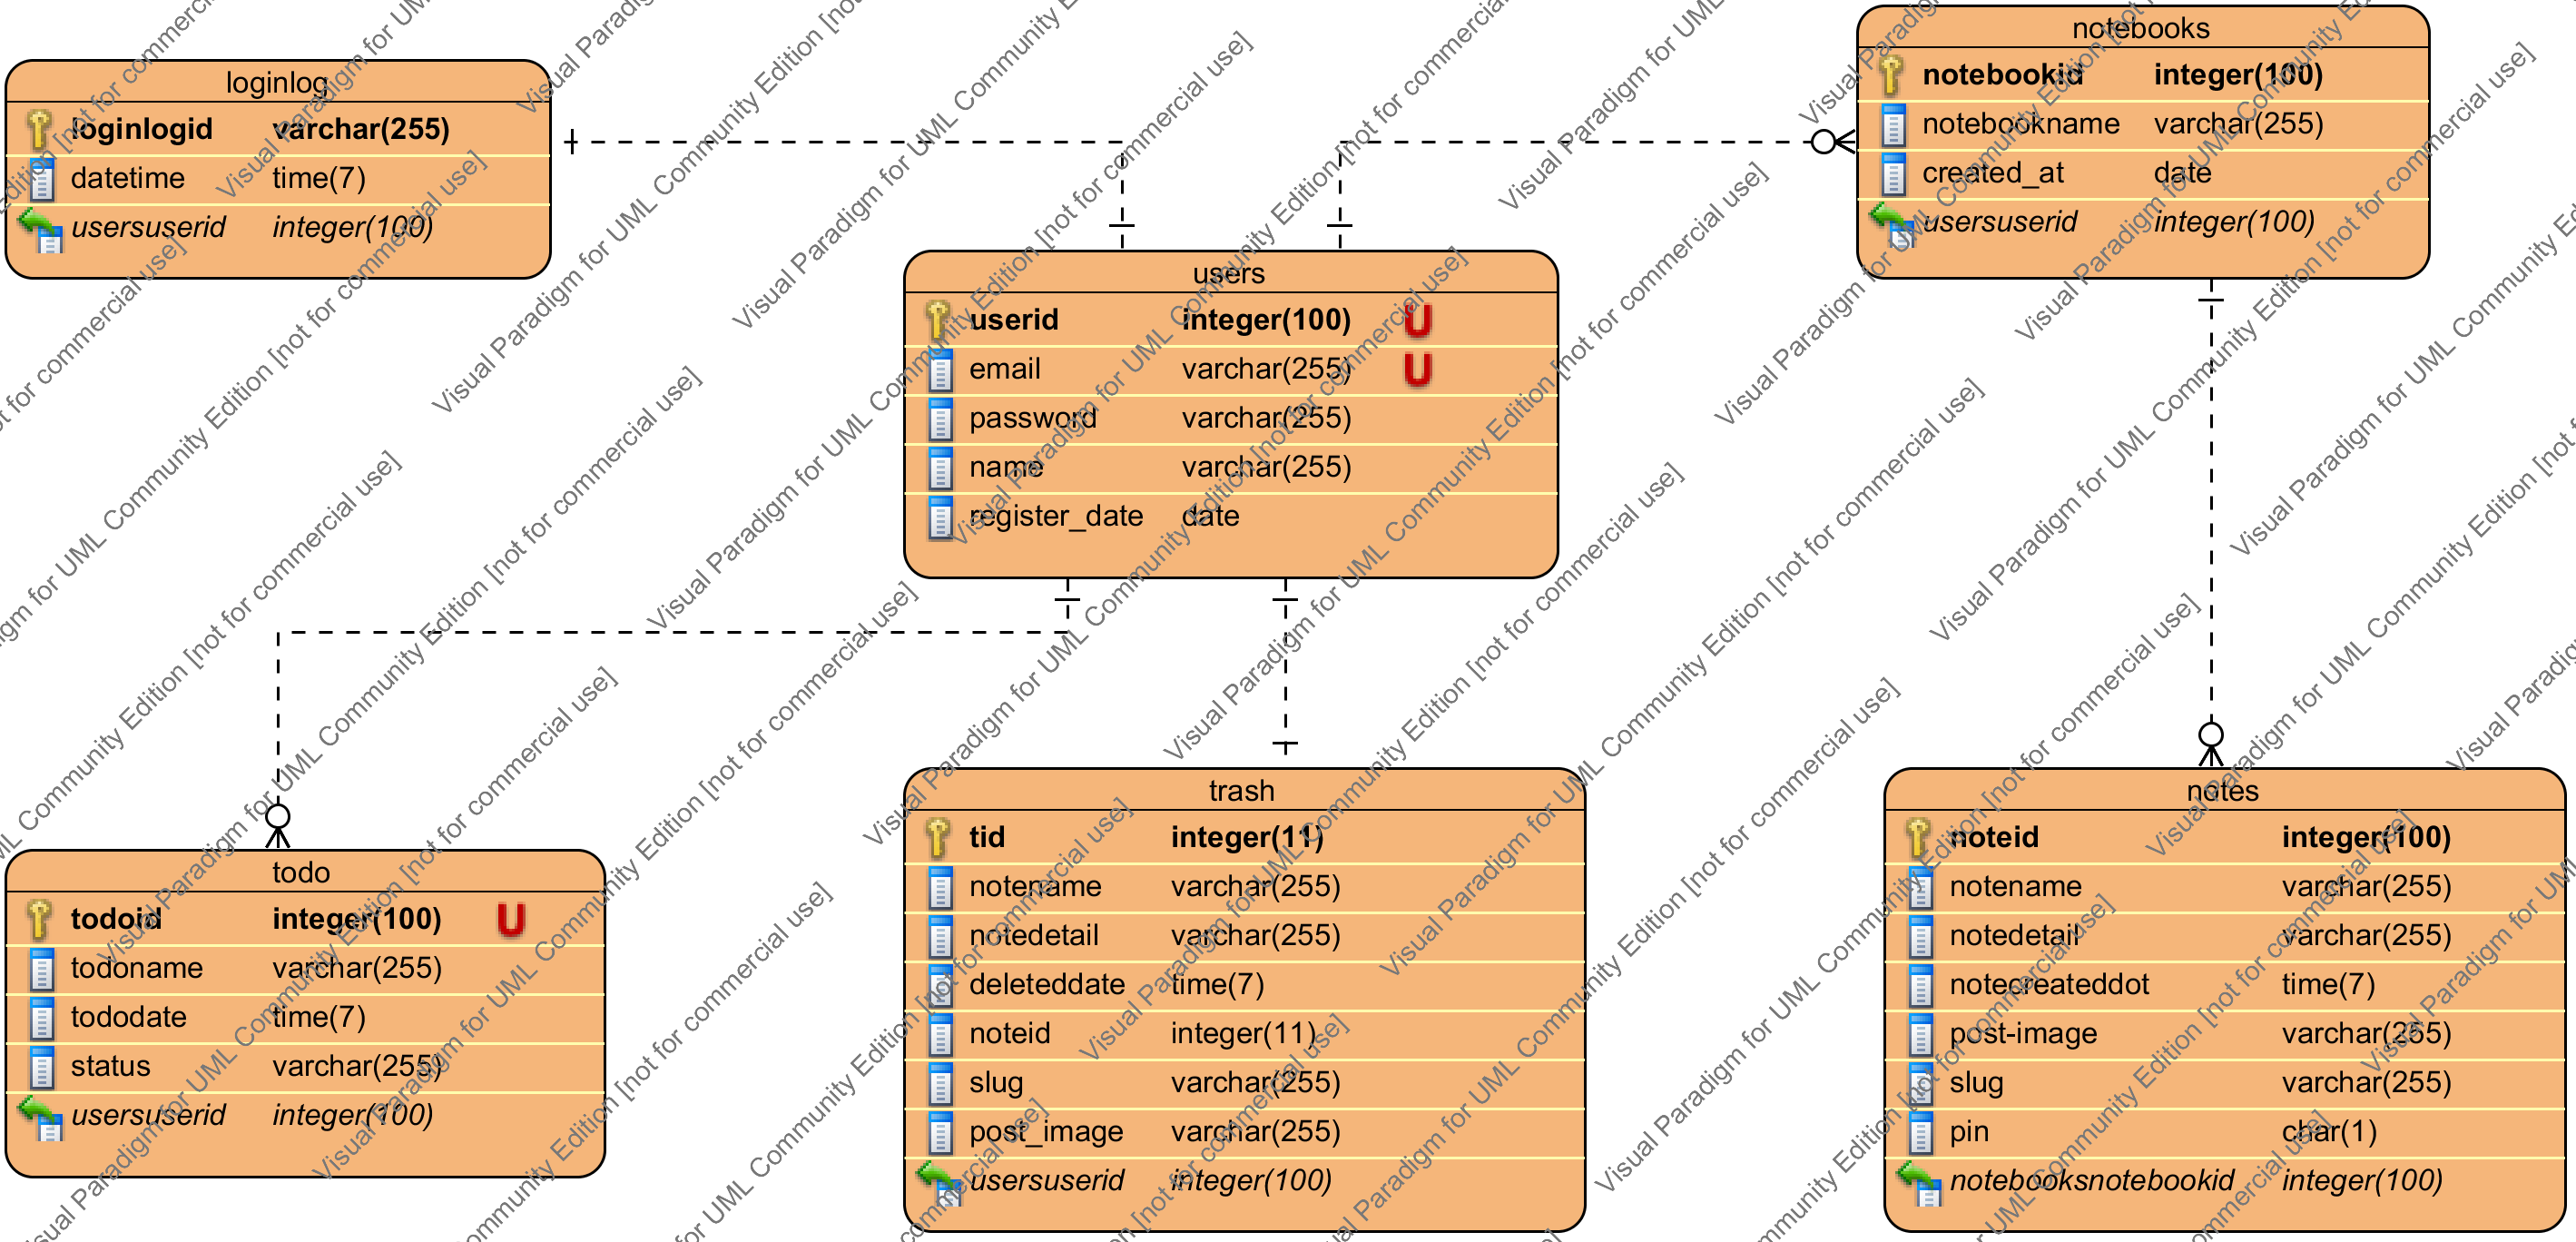 loginlog
loginlogid varchar(255)
datetime time(7)
usersuserid integer(100)
notebooks
notebookid integer(100)
notebookname varchar(255)
created_at date
usersuserid integer(100)
users
userid integer(100) U
email varchar(255) U
password varchar(255)
name varchar(255)
register_date date
todo
todoid integer(100) U
todoname varchar(255)
tododate time(7)
status varchar(255)
usersuserid integer(100)
trash
tid integer(11)
notename varchar(255)
notedetail varchar(255)
deleteddate time(7)
noteid integer(11)
slug varchar(255)
post_image varchar(255)
usersuserid integer(100)
notes
noteid integer(100)
notename varchar(255)
notedetail varchar(255)
notecreateddot time(7)
post-image varchar(255)
slug varchar(255)
pin char(1)
notebooksnotebookid integer(100)
Visual Paradigm for UML Community Edition [not for commercial use]